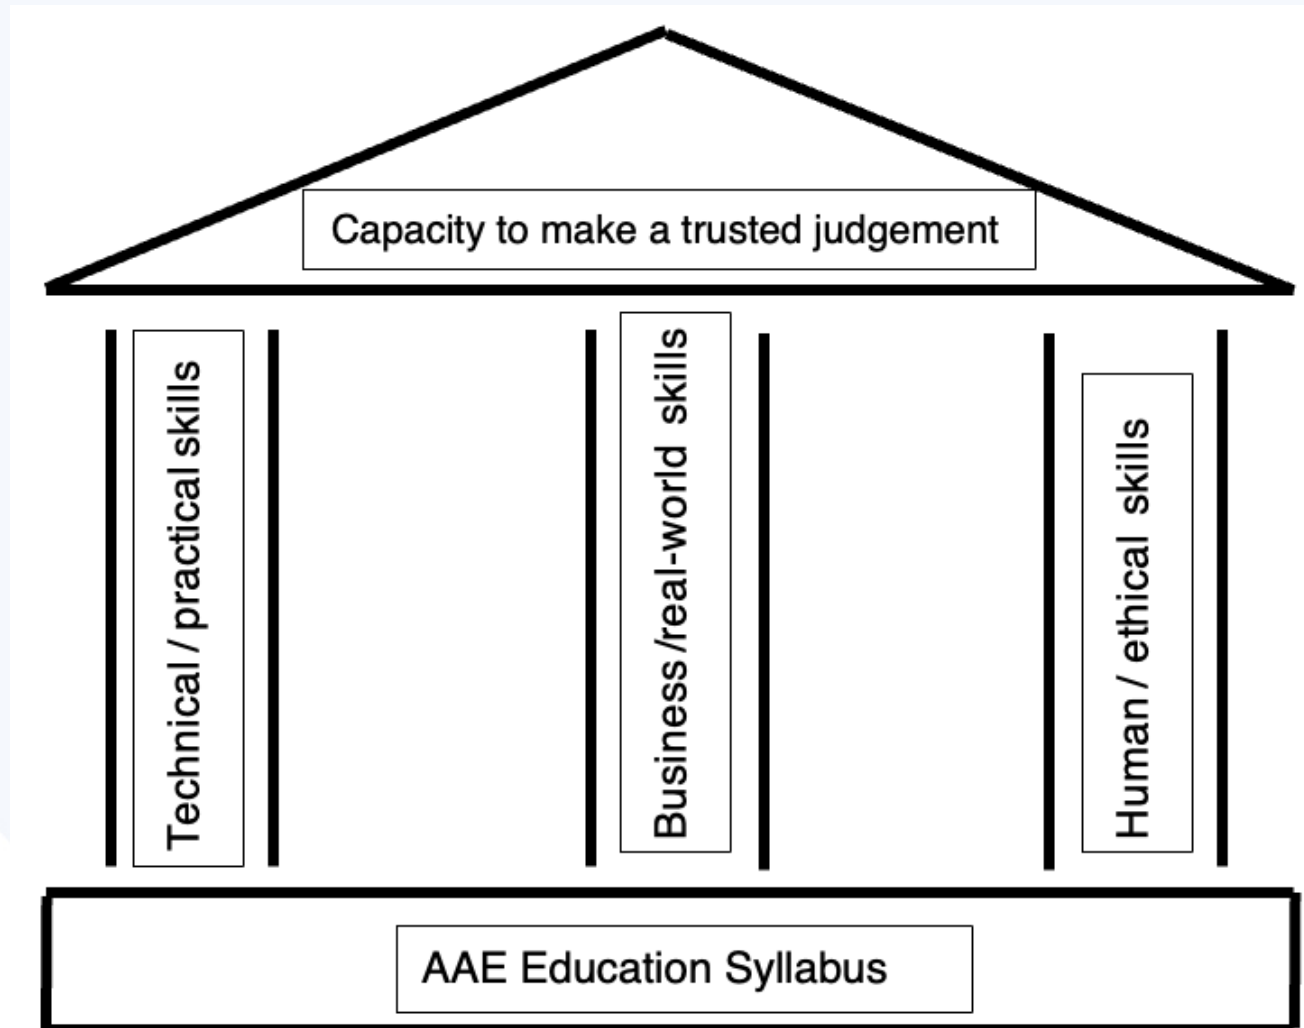 Capacity to make a trusted judgement
Technical / practical skills
Business /real-world skills
Human / ethical skills
AAE Education Syllabus